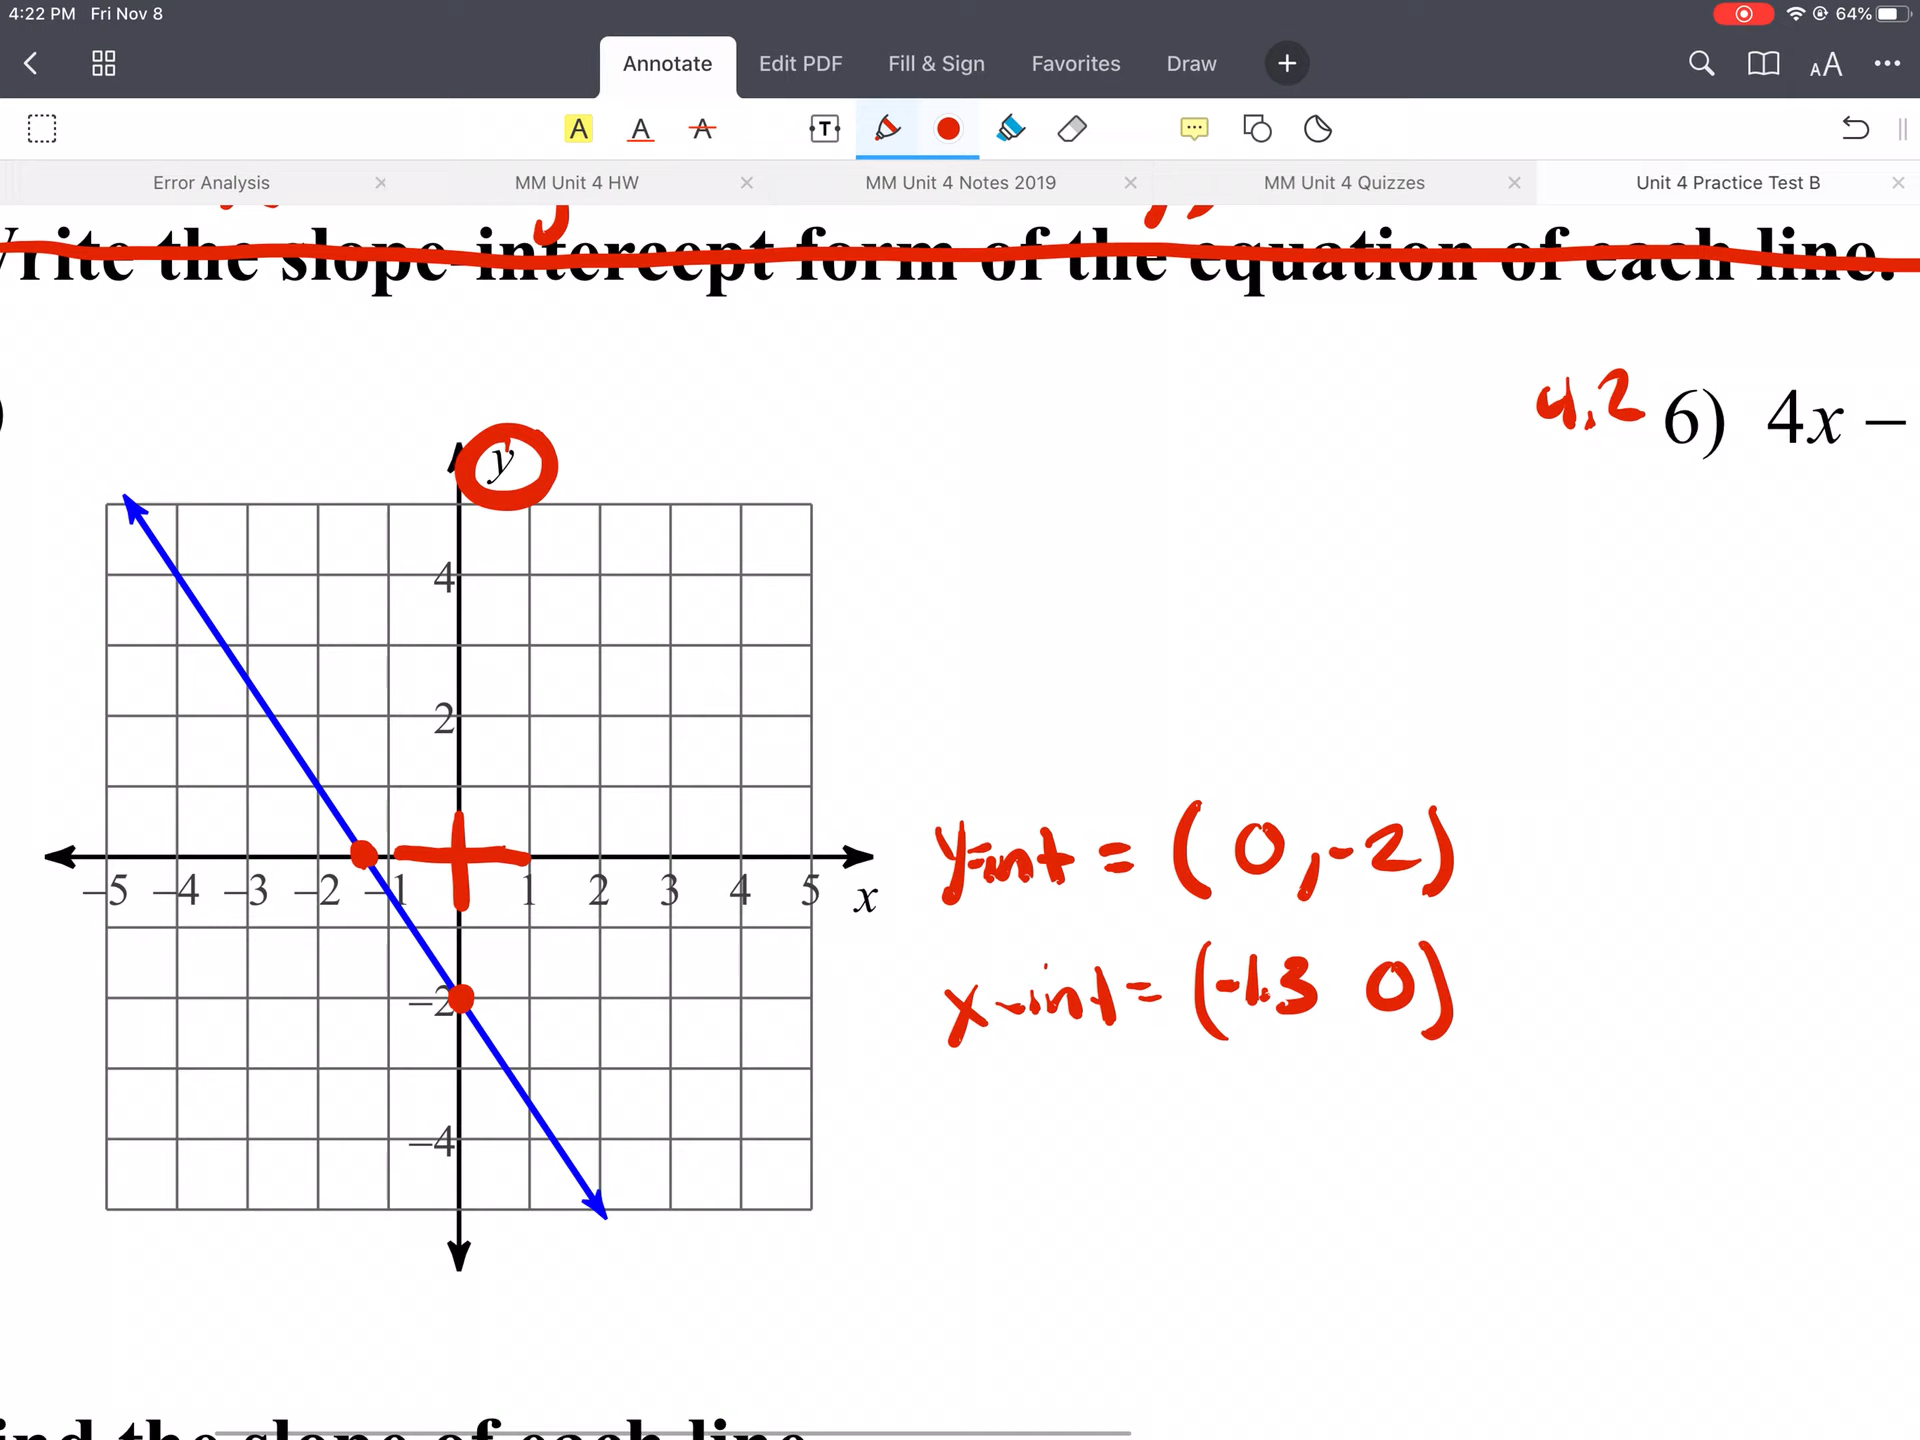 4:22 PM Fri Nov 8
64%
Annotate Edit PDF Fill & Sign Favorites Draw
A A A T AA
Error Analysis MM Unit 4 HW MM Unit 4 Notes 2019 MM Unit 4 Quizzes Unit 4 Practice Test B
rite the slope-intercept form of the equation of each line.
4.2 6) 4x –
y
4
2
–5 –4 –3 –2 –1 1 2 3 4 5 x
–2
–4
y-int = (0,-2)
x-int = (-1.3 0)
ind the slope of each line